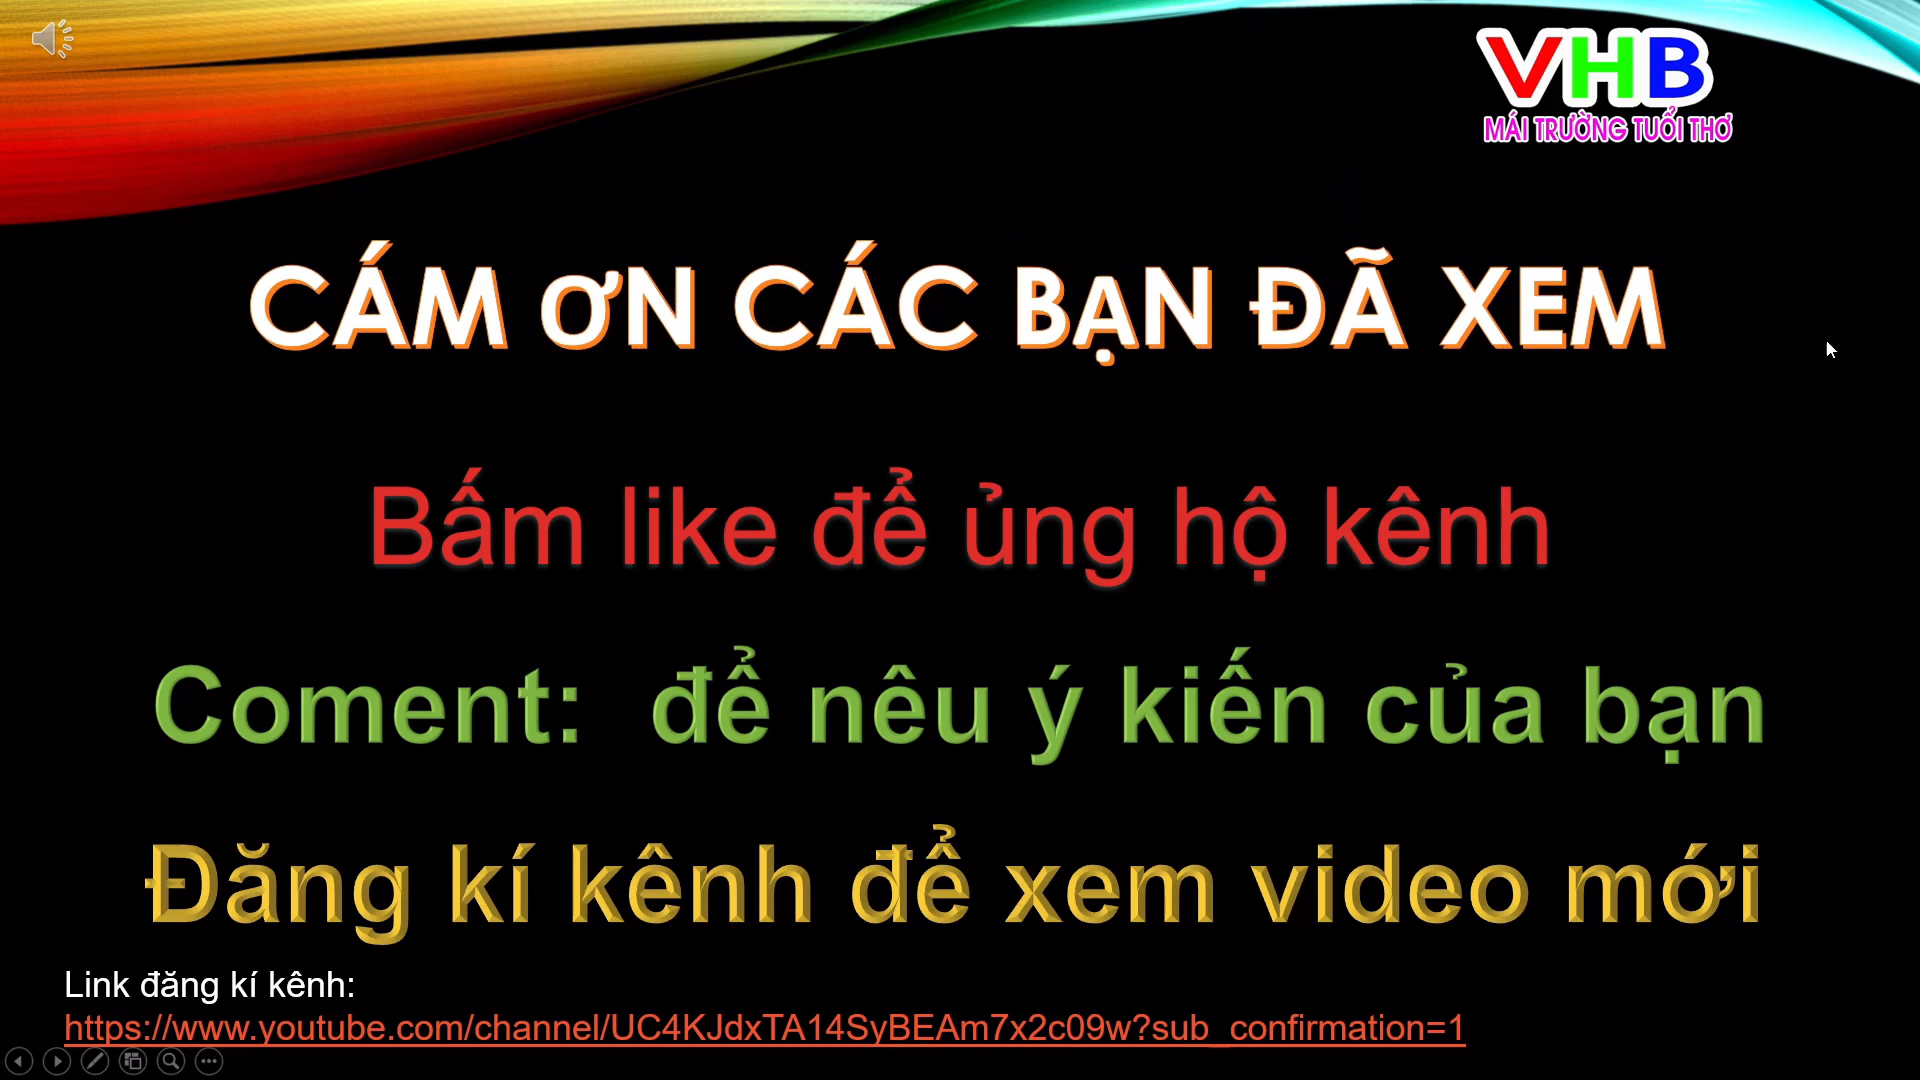 VHB
MÁI TRƯỜNG TUỔI THƠ
CÁM ƠN CÁC BẠN ĐÃ XEM
Bấm like để ủng hộ kênh
Coment:  để nêu ý kiến của bạn
Đăng kí kênh để xem video mới
Link đăng kí kênh:
https://www.youtube.com/channel/UC4KJdxTA14SyBEAm7x2c09w?sub_confirmation=1